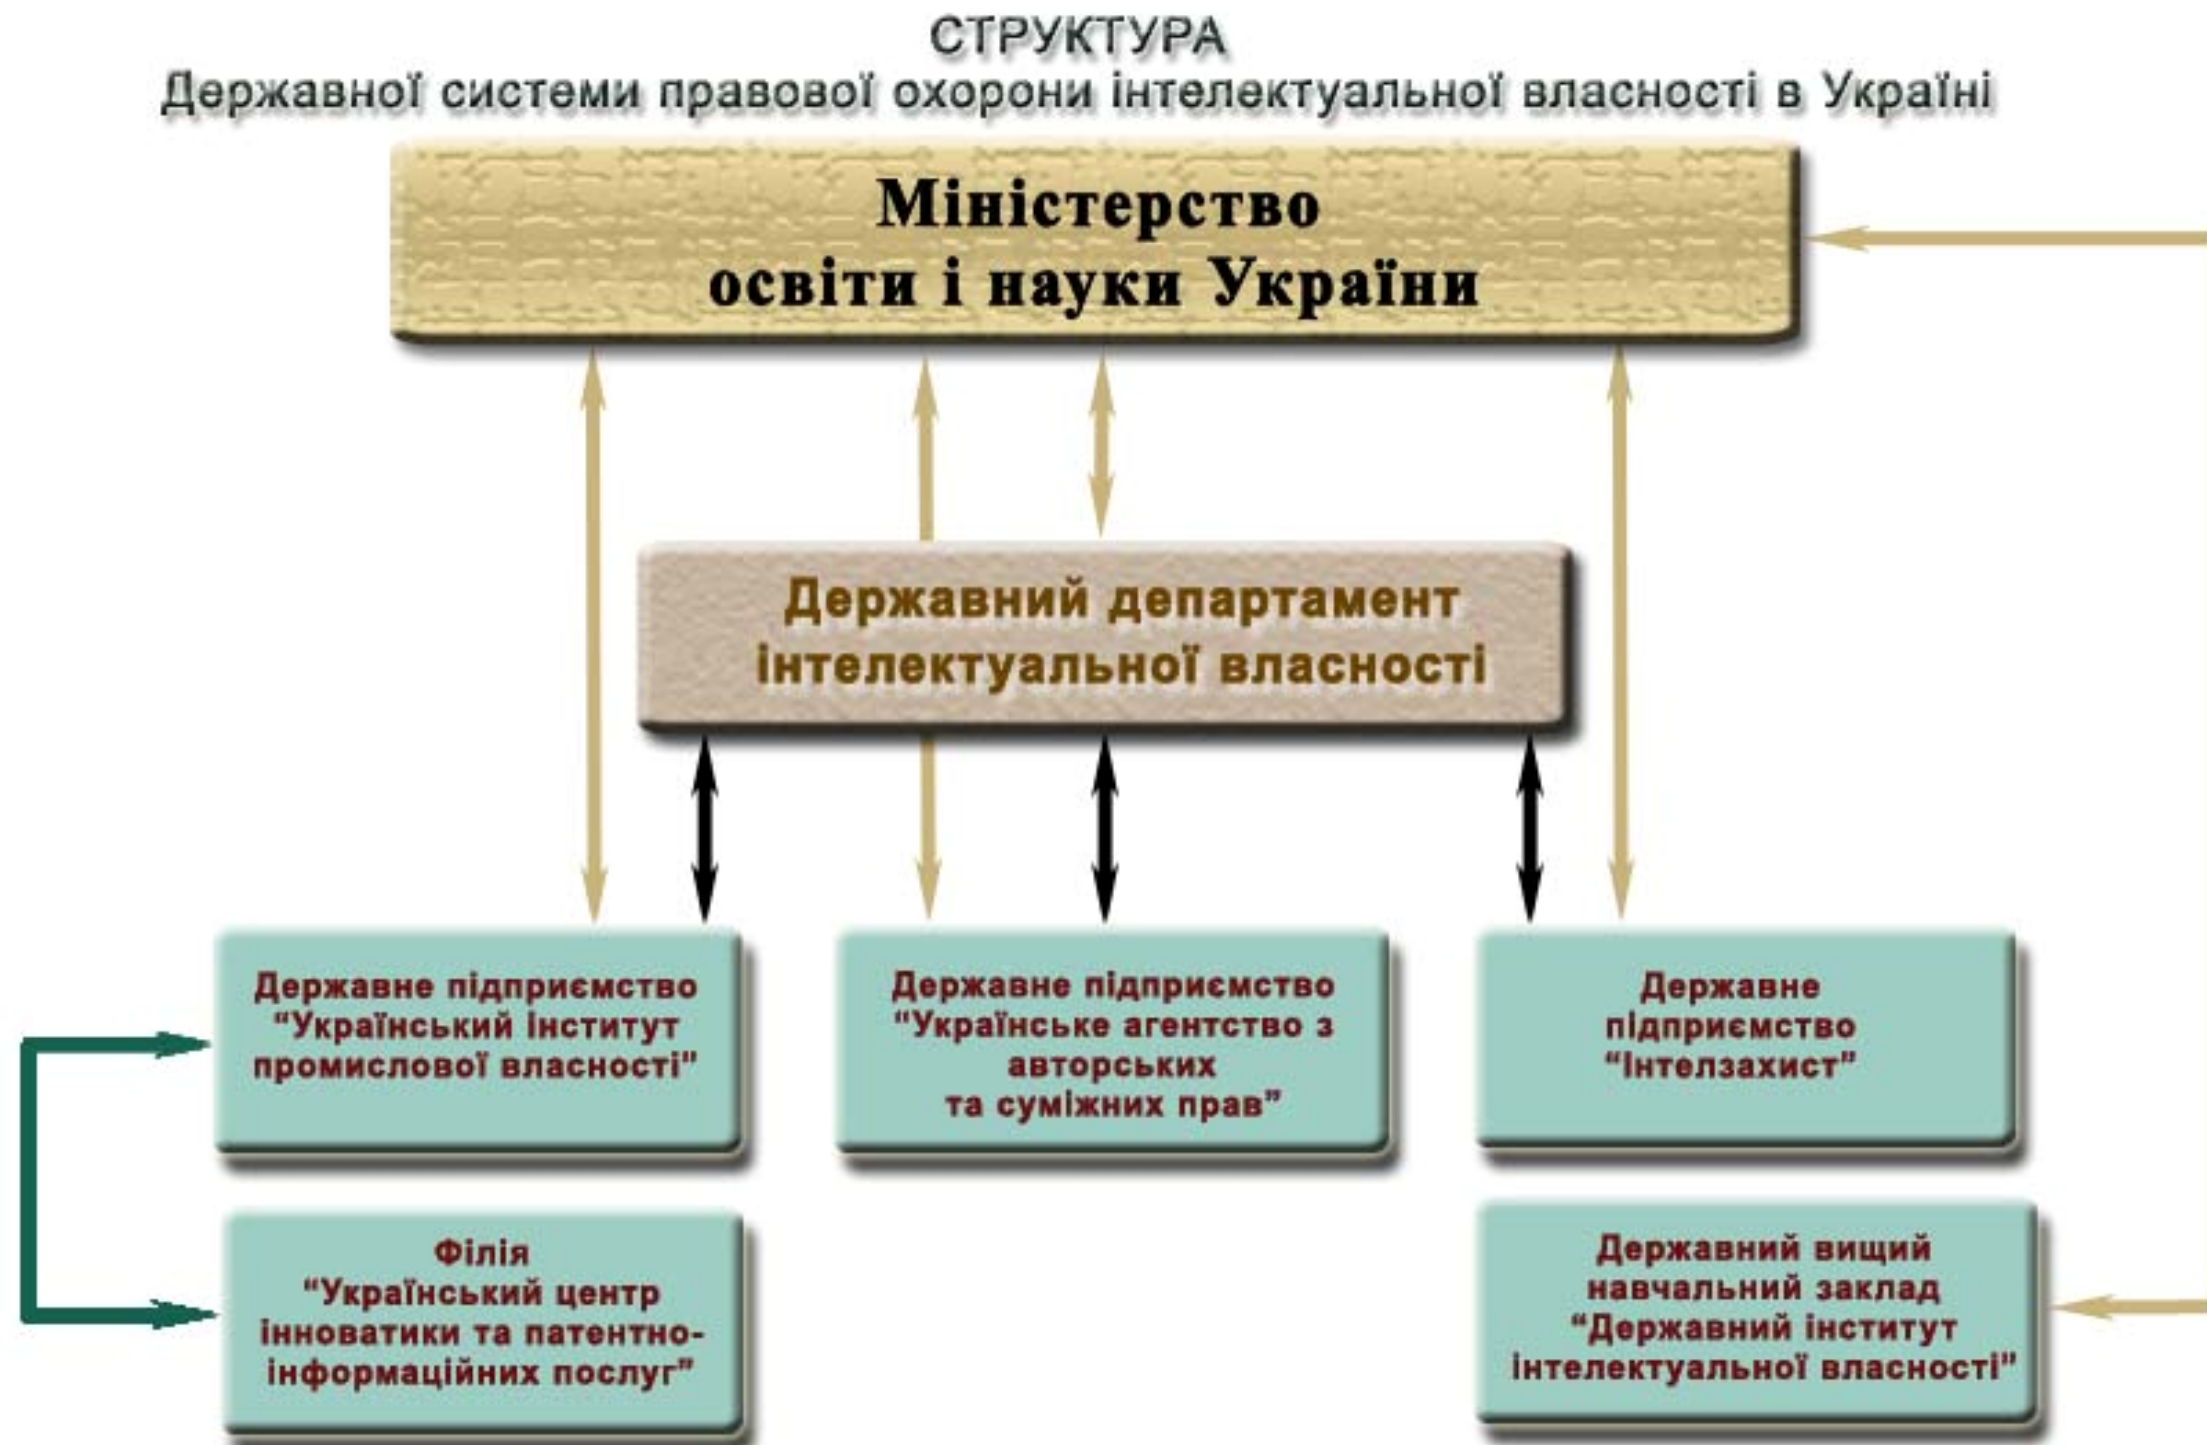 СТРУКТУРА
Державної системи правової охорони інтелектуальної власності в Україні
Міністерство
освіти і науки України
Державний департамент
інтелектуальної власності
Державне підприємство
“Український інститут
промислової власності”
Державне підприємство
“Українське агентство з
авторських
та суміжних прав”
Державне
підприємство
“Інтелзахист”
Філія
“Український центр
інноватики та патентно-
інформаційних послуг”
Державний вищий
навчальний заклад
“Державний інститут
інтелектуальної власності”